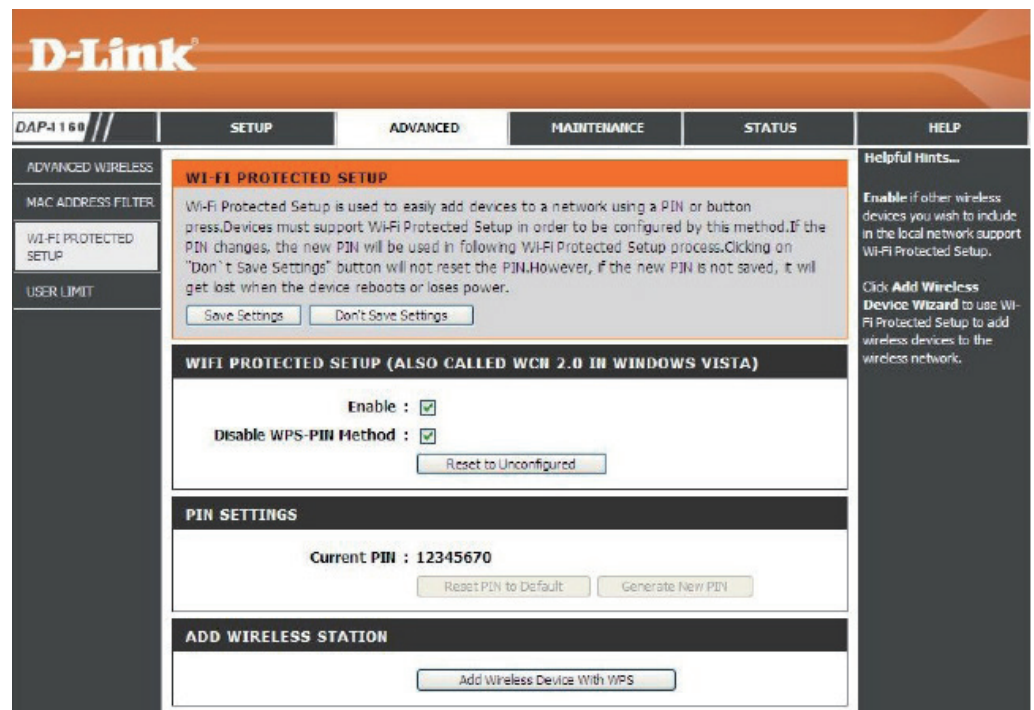 D-Link®
DAP-1160 //
SETUP
ADVANCED
MAINTENANCE
STATUS
HELP
ADVANCED WIRELESS
MAC ADDRESS FILTER
WI-FI PROTECTED
SETUP
USER LIMIT
WI-FI PROTECTED SETUP
Wi-Fi Protected Setup is used to easily add devices to a network using a PIN or button
press.Devices must support Wi-Fi Protected Setup in order to be configured by this method.If the
PIN changes, the new PIN will be used in following Wi-Fi Protected Setup process.Clicking on
"Don`t Save Settings" button will not reset the PIN.However, if the new PIN is not saved, it will
get lost when the device reboots or loses power.
Save Settings
Don't Save Settings
WIFI PROTECTED SETUP (ALSO CALLED WCN 2.0 IN WINDOWS VISTA)
Enable :
Disable WPS-PIN Method :
Reset to Unconfigured
PIN SETTINGS
Current PIN : 12345670
Reset PIN to Default
Generate New PIN
ADD WIRELESS STATION
Add Wireless Device With WPS
Helpful Hints...
Enable if other wireless
devices you wish to include
in the local network support
Wi-Fi Protected Setup.
Click Add Wireless
Device Wizard to use Wi-
Fi Protected Setup to add
wireless devices to the
wireless network.